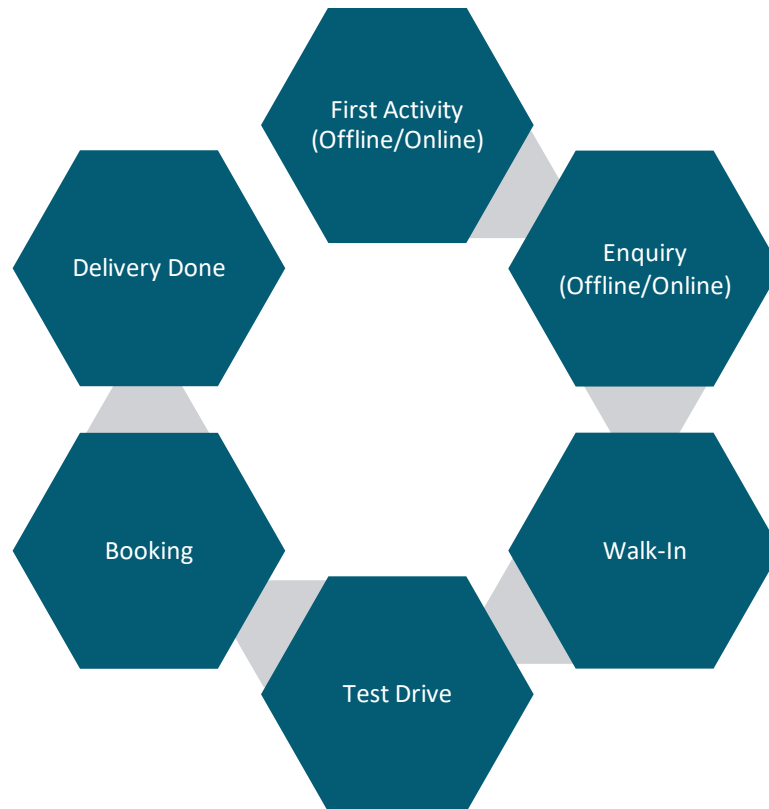 First Activity
(Offline/Online)
Enquiry
(Offline/Online)
Walk-In
Test Drive
Booking
Delivery Done